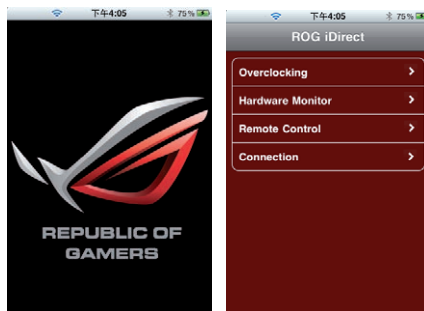 下午4:05
75%
REPUBLIC OF
GAMERS
下午4:05
75%
ROG iDirect
Overclocking
Hardware Monitor
Remote Control
Connection